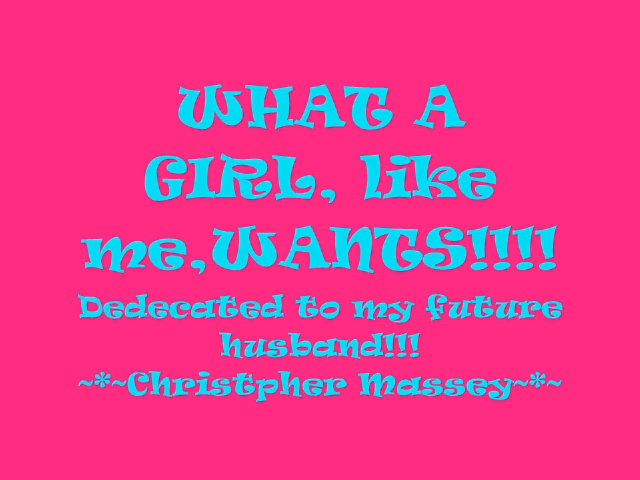 WHAT A
GIRL, like
me,WANTS!!!!
Dedecated to my future
husband!!!
~*~Christpher Massey~*~